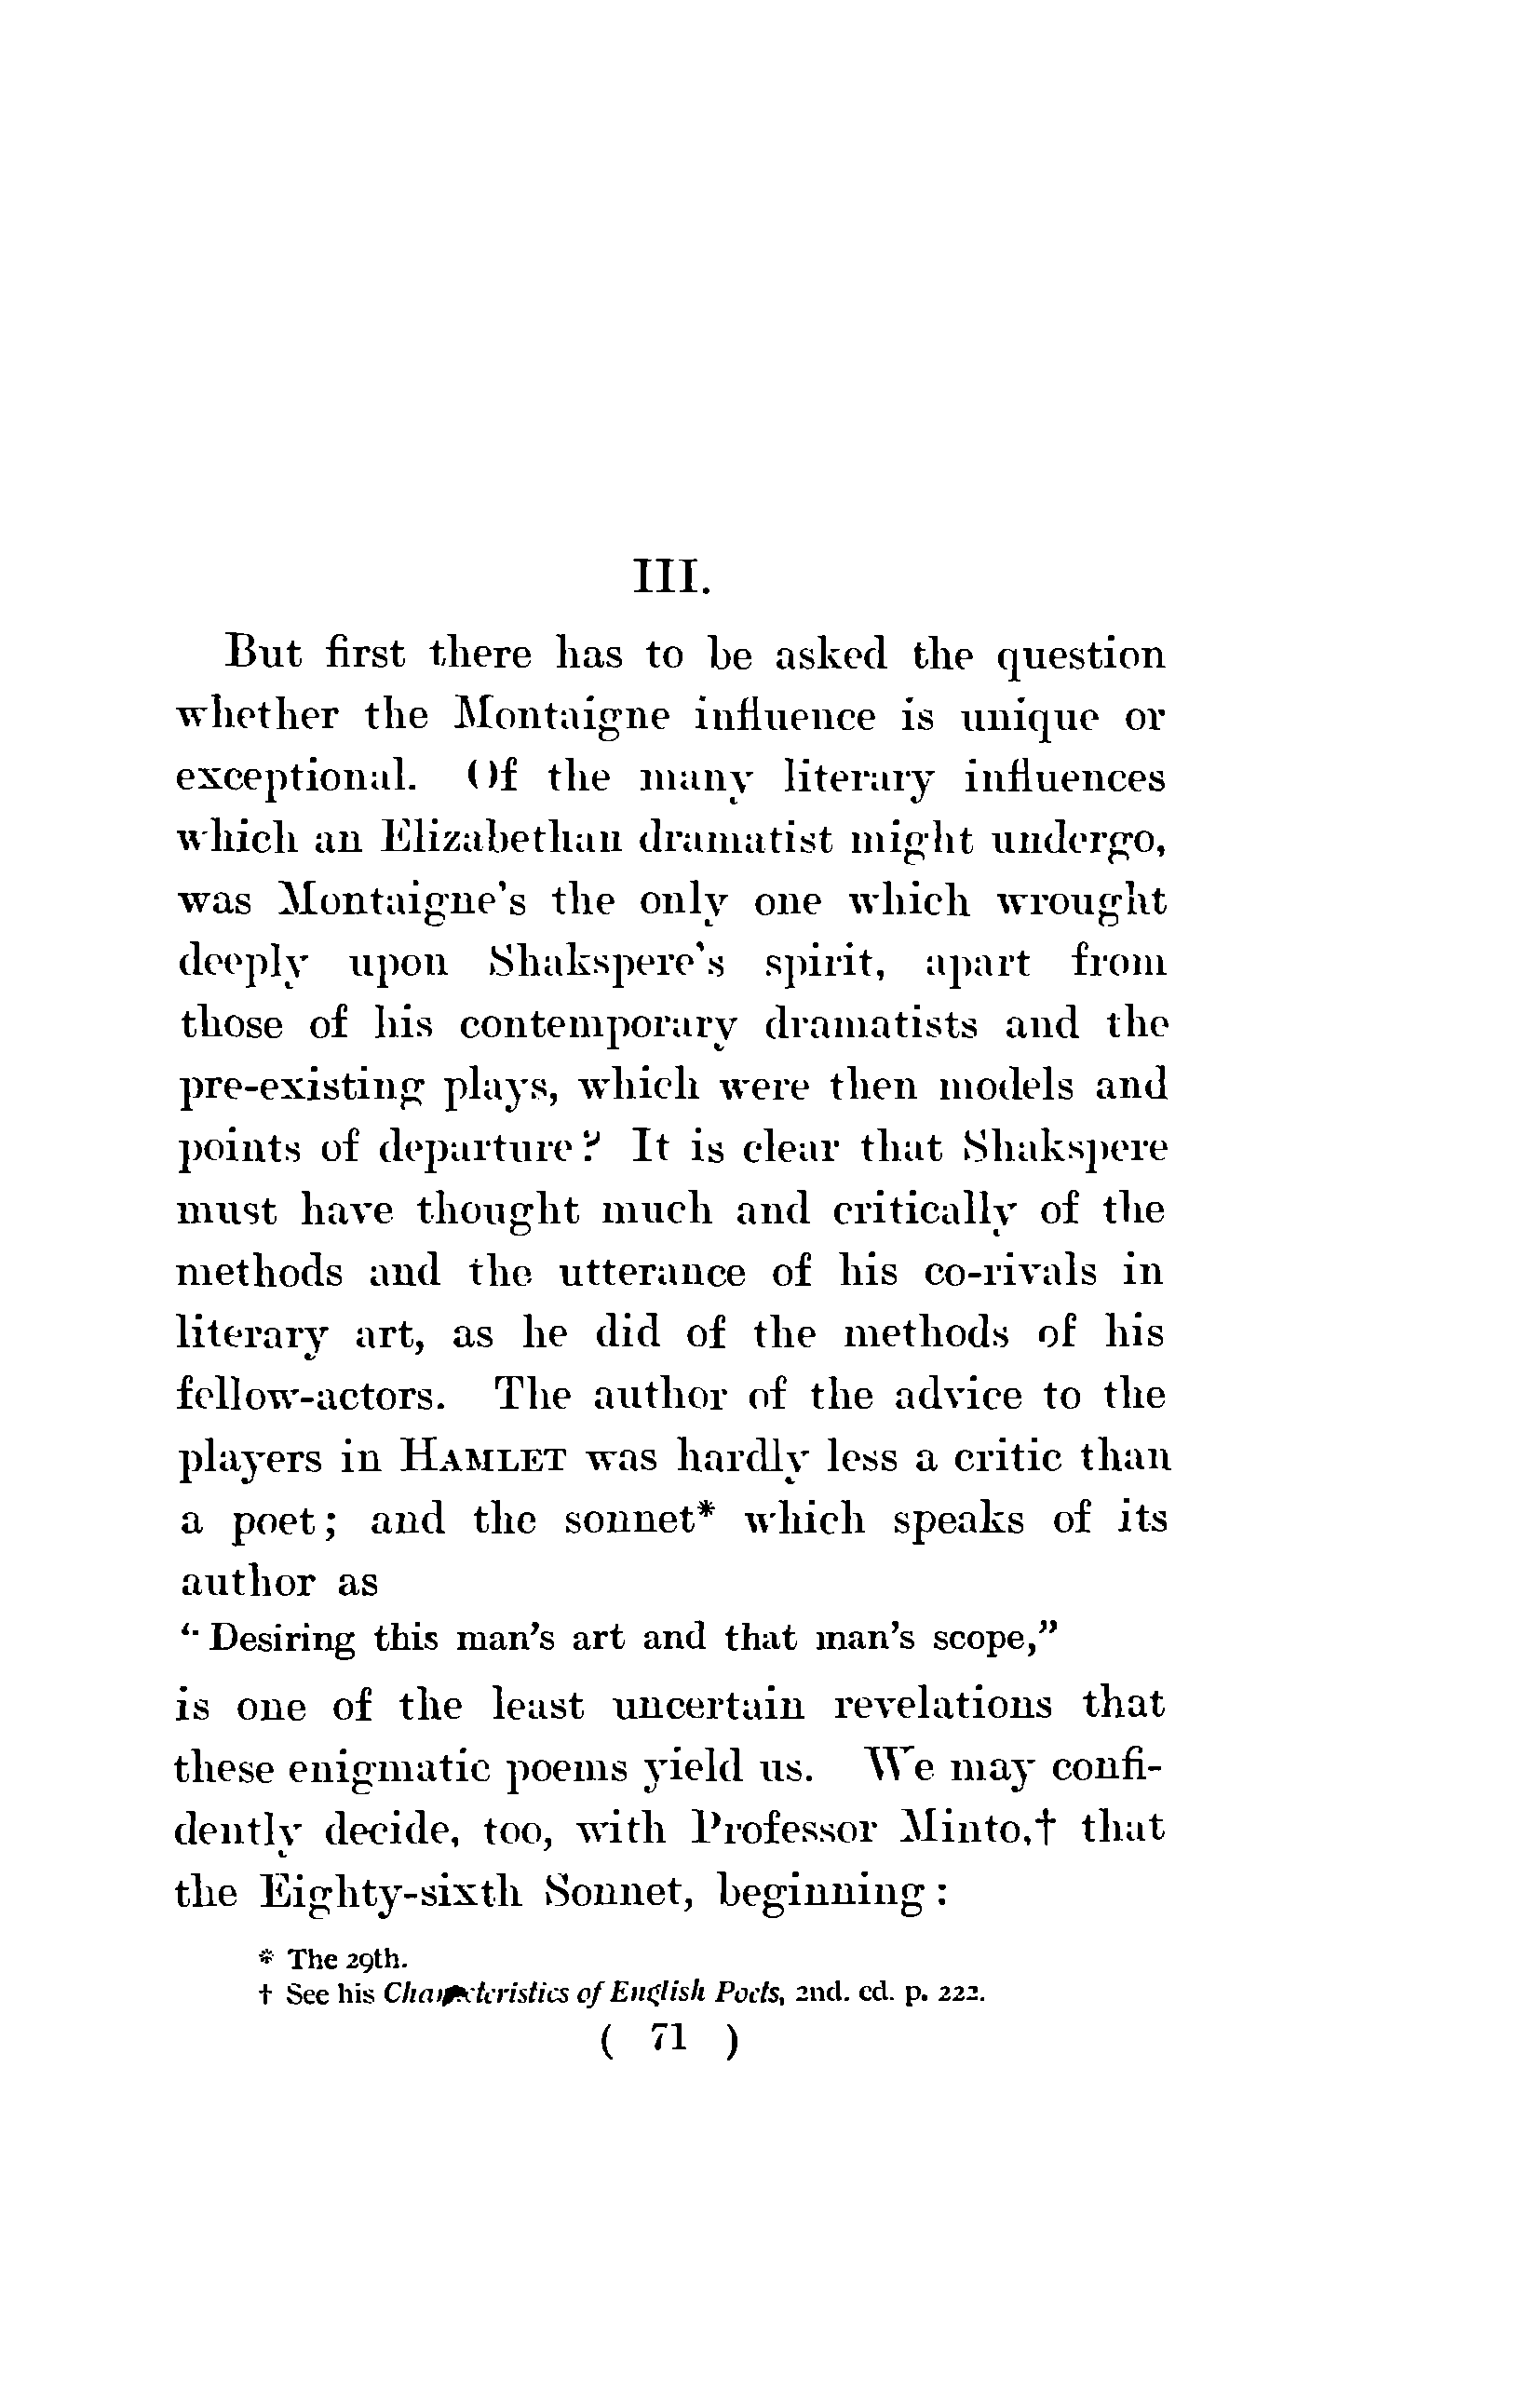 III.
But first there has to be asked the question
whether the Montaigne influence is unique or
exceptional. Of the many literary influences
which an Elizabethan dramatist might undergo,
was Montaigne's the only one which wrought
deeply upon Shakspere's spirit, apart from
those of his contemporary dramatists and the
pre-existing plays, which were then models and
points of departure? It is clear that Shakspere
must have thought much and critically of the
methods and the utterance of his co-rivals in
literary art, as he did of the methods of his
fellow-actors. The author of the advice to the
players in HAMLET was hardly less a critic than
a poet; and the sonnet* which speaks of its
author as
"Desiring this man's art and that man's scope,"
is one of the least uncertain revelations that
these enigmatic poems yield us. We may confi-
dently decide, too, with Professor Minto,† that
the Eighty-sixth Sonnet, beginning:
* The 29th.
† See his Characteristics of English Poets, 2nd. ed. p. 222.
( 71 )